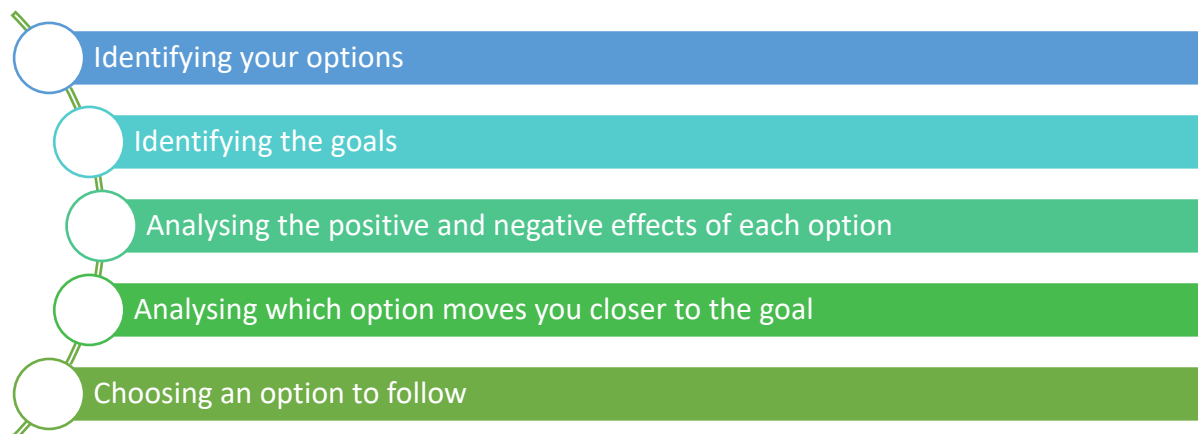 Identifying your options
Identifying the goals
Analysing the positive and negative effects of each option
Analysing which option moves you closer to the goal
Choosing an option to follow